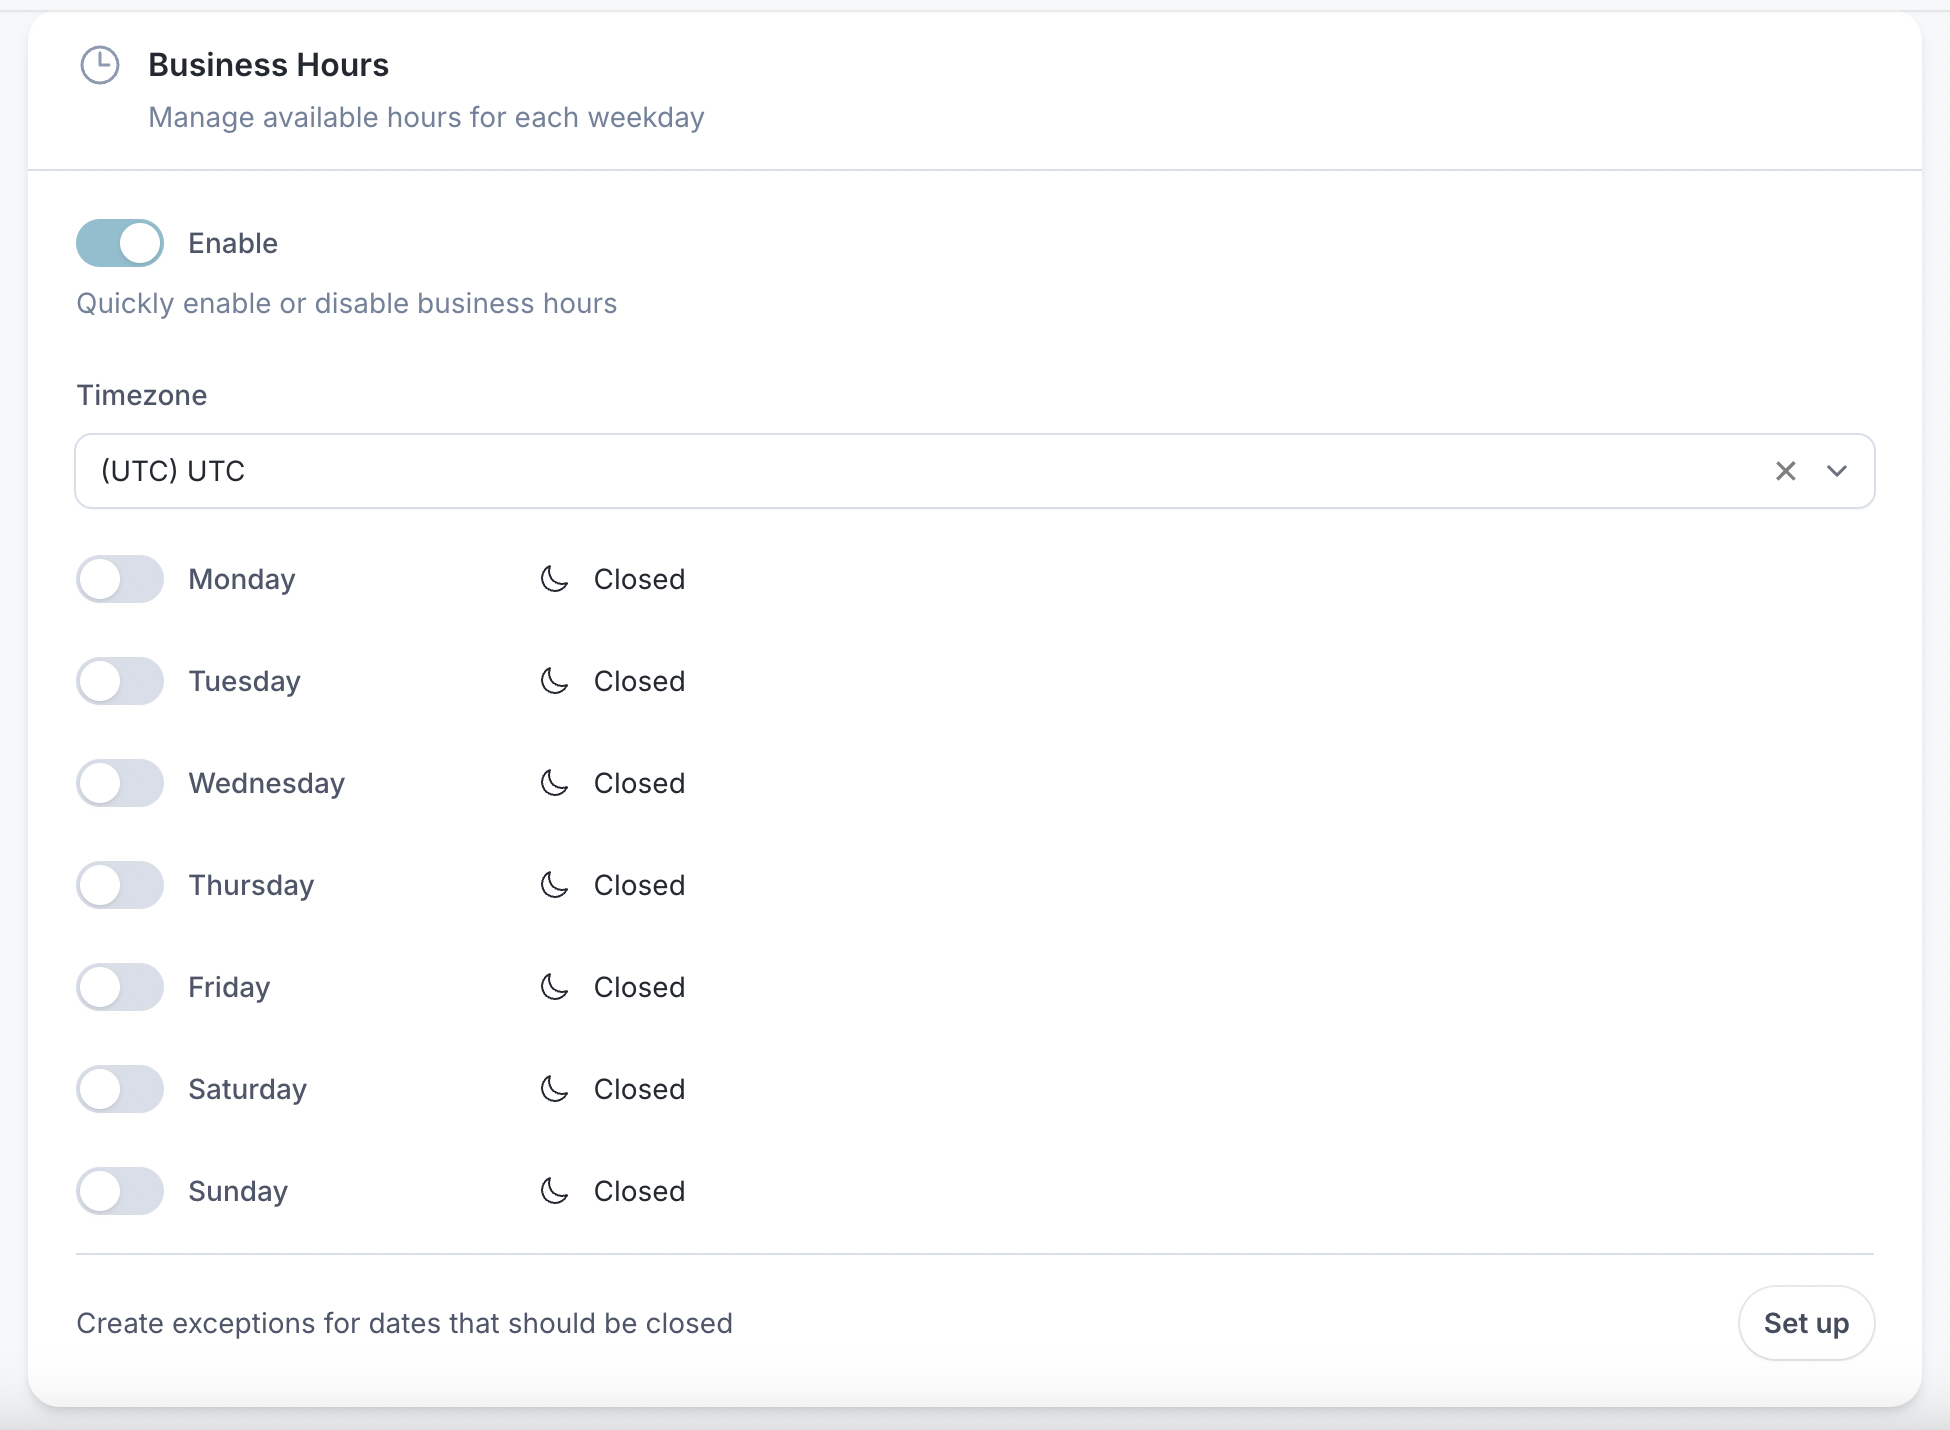 Business Hours
Manage available hours for each weekday
Enable
Quickly enable or disable business hours
Timezone
(UTC) UTC
Monday Closed
Tuesday Closed
Wednesday Closed
Thursday Closed
Friday Closed
Saturday Closed
Sunday Closed
Create exceptions for dates that should be closed Set up